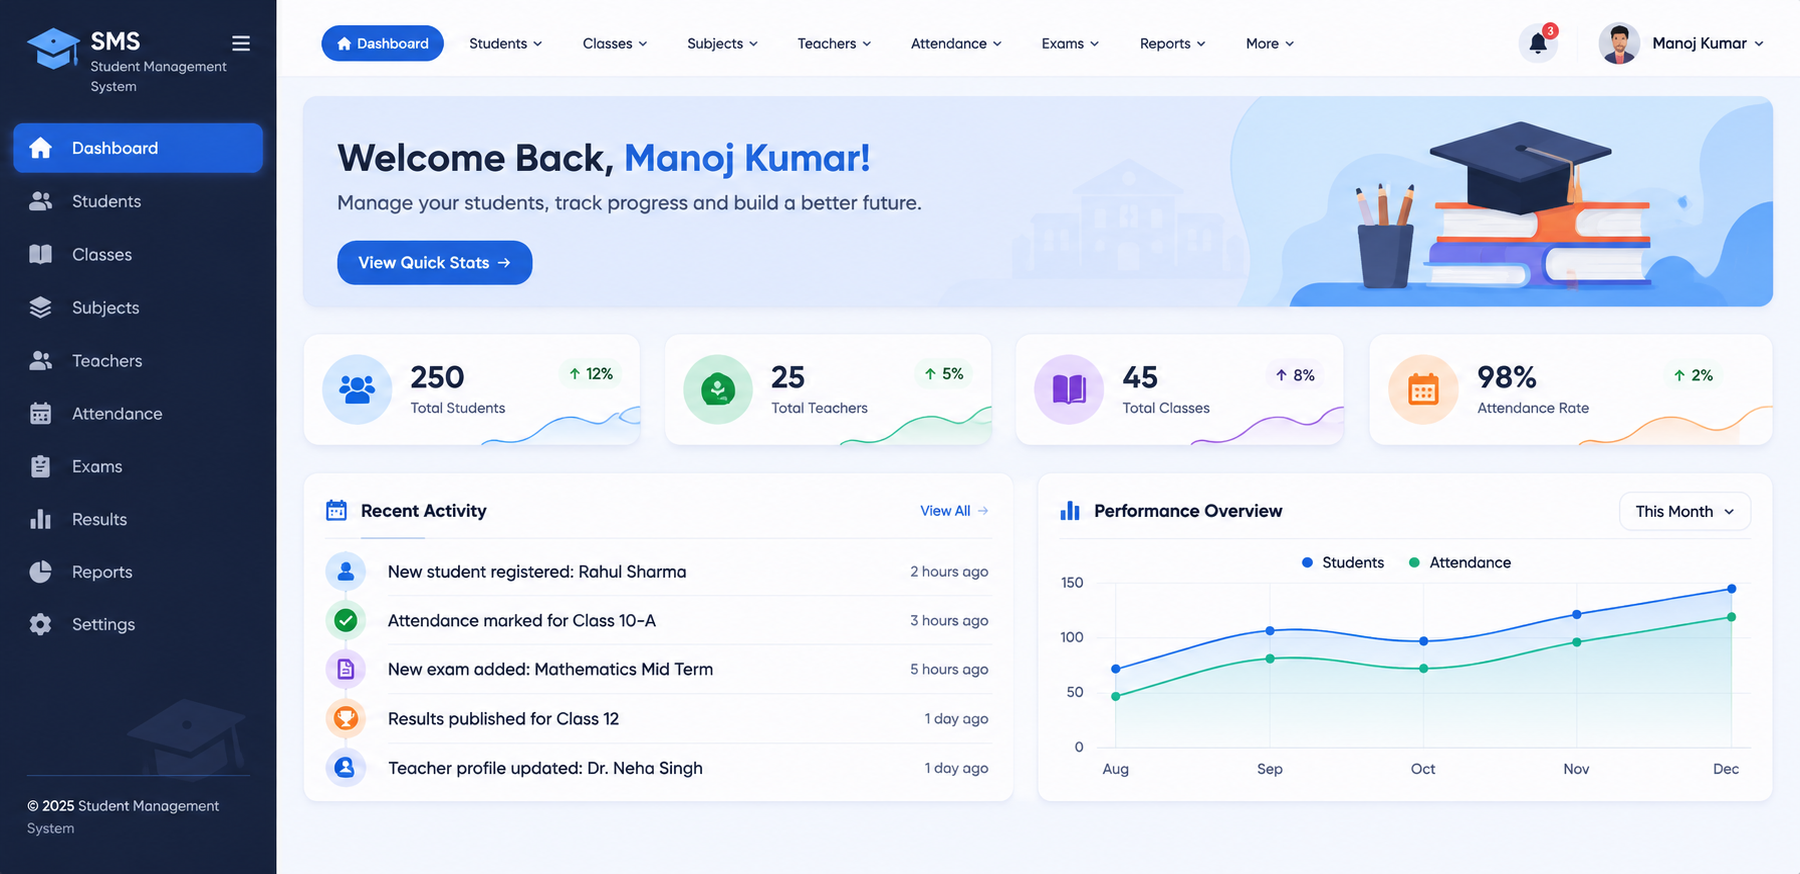 SMS
Student Management
System
Dashboard
Students
Classes
Subjects
Teachers
Attendance
Exams
Results
Reports
Settings
© 2025 Student Management
System
Dashboard
Students
Classes
Subjects
Teachers
Attendance
Exams
Reports
More
3
Manoj Kumar
Welcome Back, Manoj Kumar!
Manage your students, track progress and build a better future.
View Quick Stats →
250
Total Students
↑ 12%
25
Total Teachers
↑ 5%
45
Total Classes
↑ 8%
98%
Attendance Rate
↑ 2%
Recent Activity
View All →
New student registered: Rahul Sharma
2 hours ago
Attendance marked for Class 10-A
3 hours ago
New exam added: Mathematics Mid Term
5 hours ago
Results published for Class 12
1 day ago
Teacher profile updated: Dr. Neha Singh
1 day ago
Performance Overview
This Month
Students
Attendance
150
100
50
0
Aug
Sep
Oct
Nov
Dec